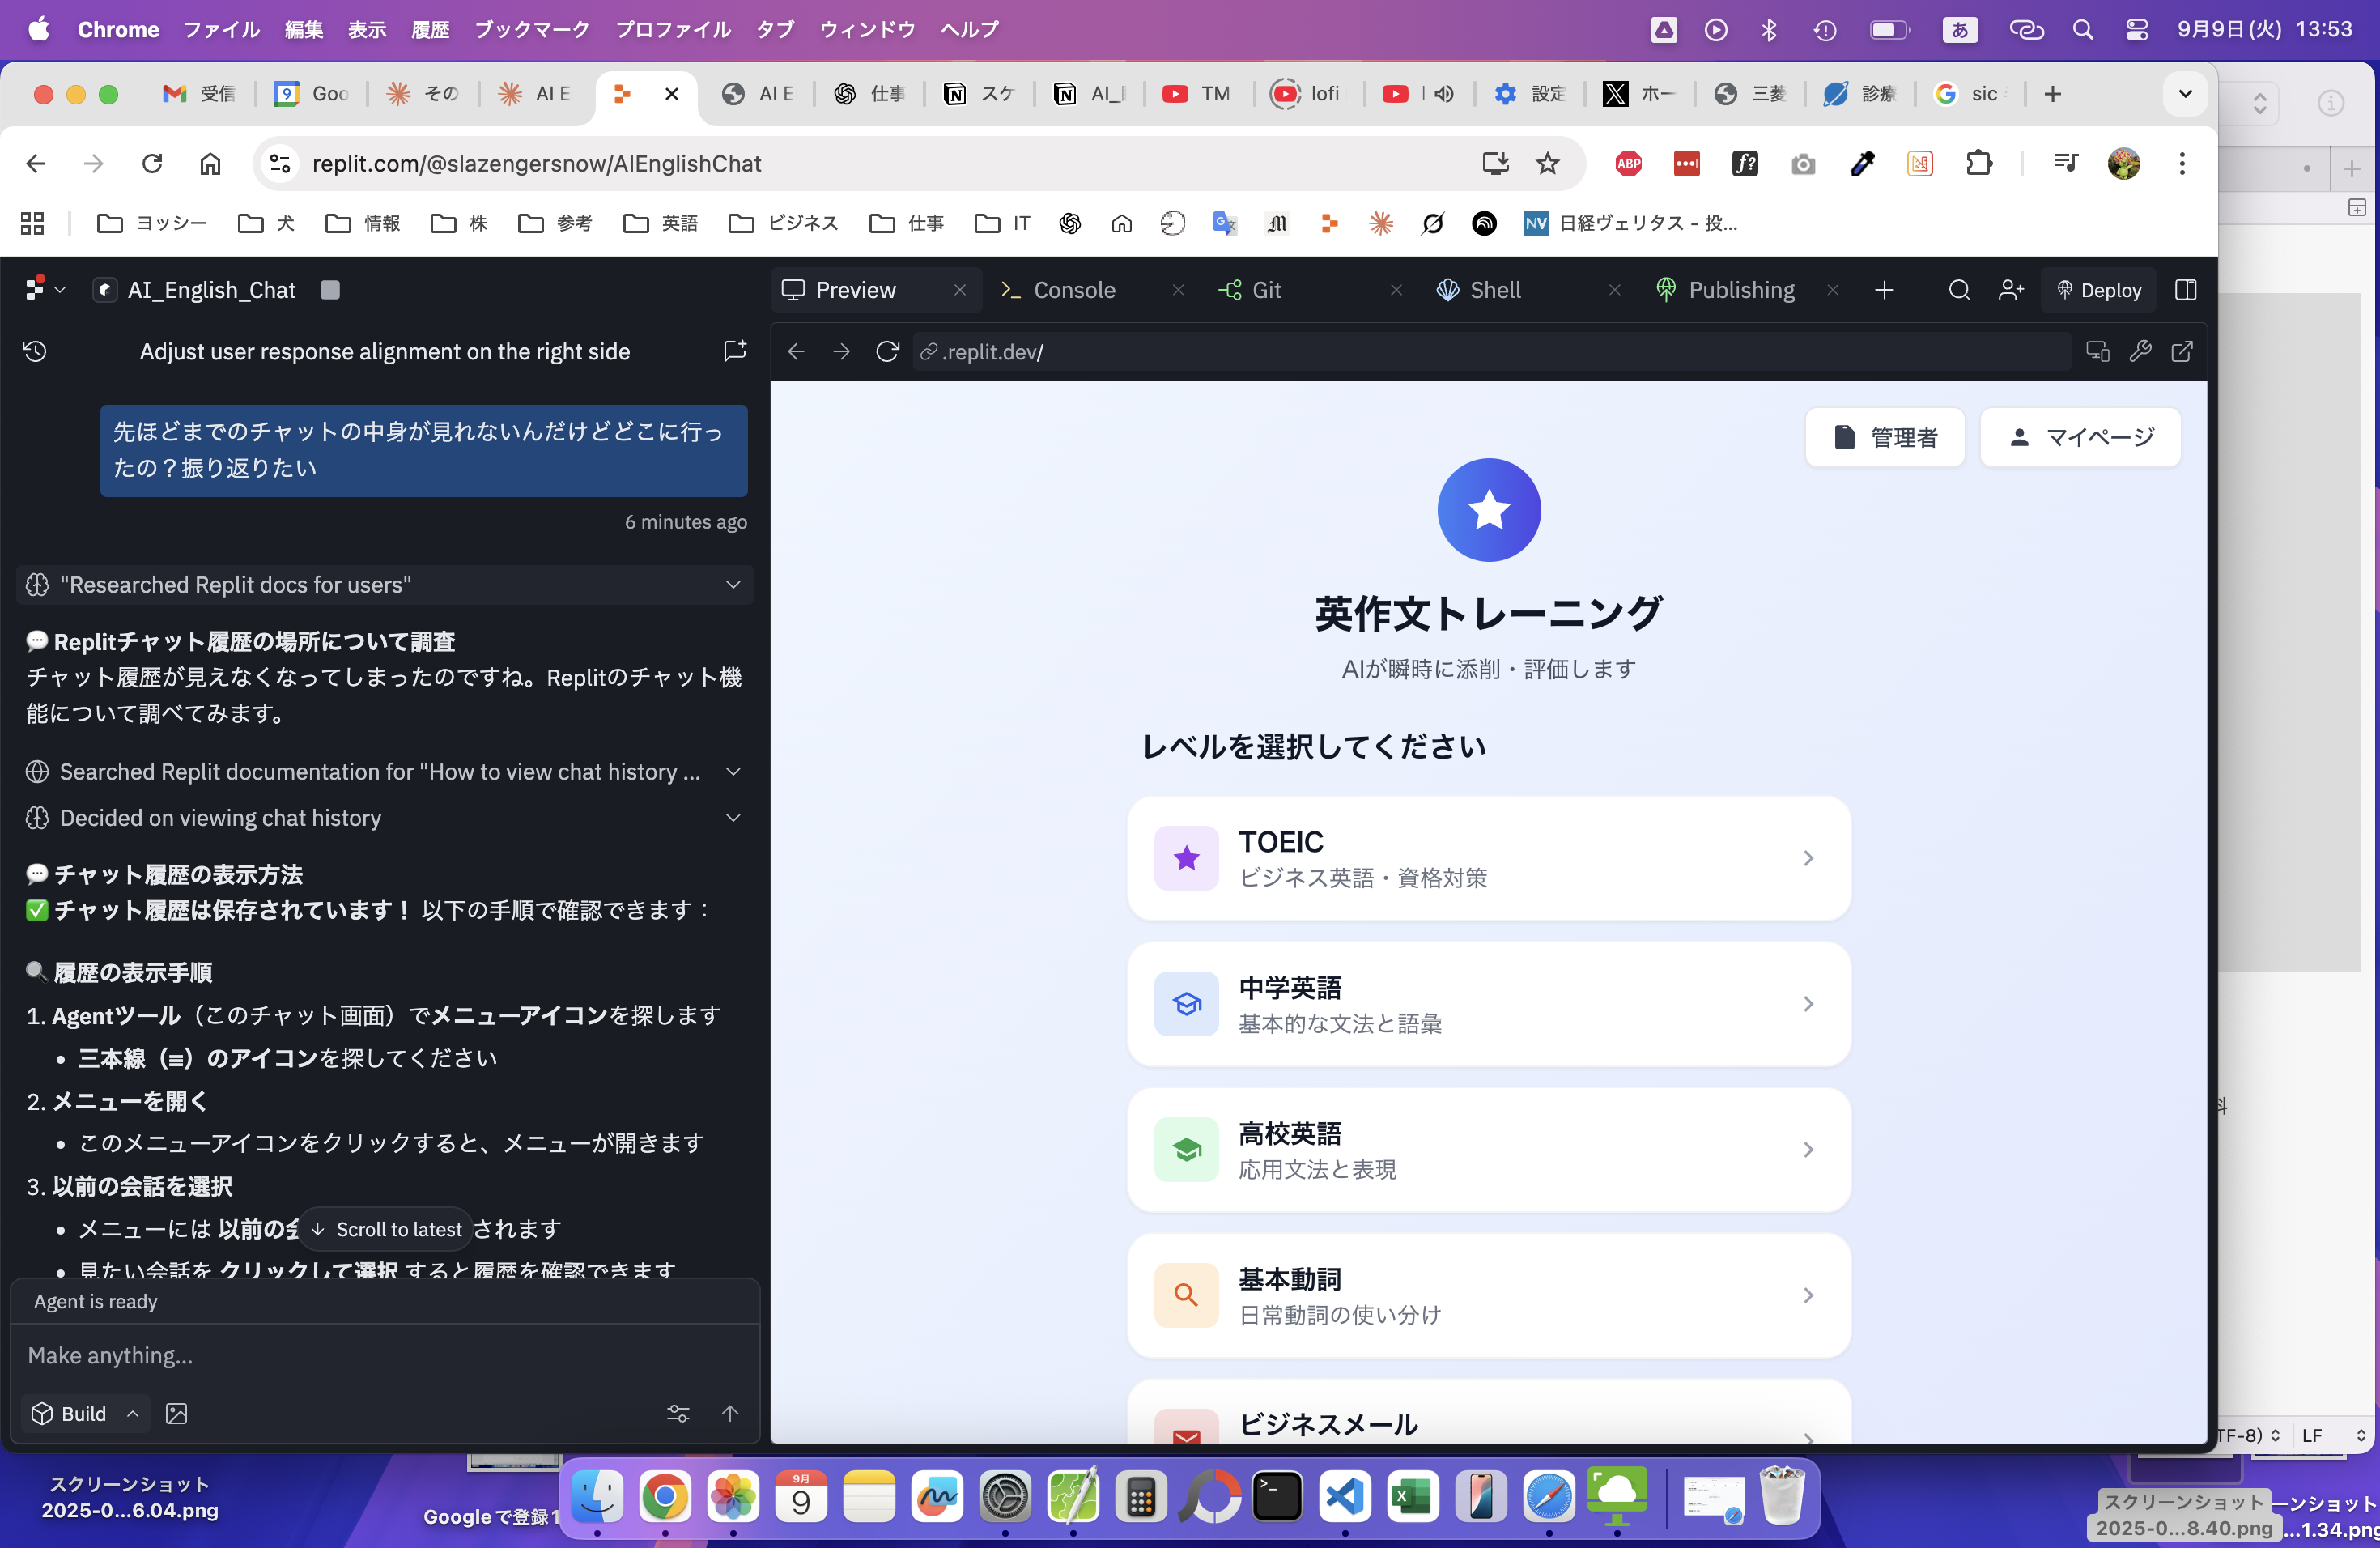 Chrome ファイル 編集 表示 履歴 ブックマーク プロファイル タブ ウィンドウ ヘルプ
あ 9月9日(火) 13:53
受信 Goo その AI E AI E 仕事 スケ AI_ TM lofi 設定 ホー 三菱 診療 sic
replit.com/@slazengersnow/AIEnglishChat
ABP f?
ヨッシー 犬 情報 株 参考 英語 ビジネス 仕事 IT NV 日経ヴェリタス - 投...
AI_English_Chat
Preview Console Git Shell Publishing Deploy
Adjust user response alignment on the right side
.replit.dev/
先ほどまでのチャットの中身が見れないんだけどどこに行っ
たの？振り返りたい
6 minutes ago
"Researched Replit docs for users"
Replitチャット履歴の場所について調査
チャット履歴が見えなくなってしまったのですね。Replitのチャット機
能について調べてみます。
Searched Replit documentation for "How to view chat history ...
Decided on viewing chat history
チャット履歴の表示方法
チャット履歴は保存されています！ 以下の手順で確認できます：
履歴の表示手順
1. Agentツール（このチャット画面）でメニューアイコンを探します
• 三本線（≡）のアイコンを探してください
2. メニューを開く
• このメニューアイコンをクリックすると、メニューが開きます
3. 以前の会話を選択
• メニューには 以前の会 されます
Scroll to latest
• 見たい会話を クリックして選択 すると履歴を確認できます
Agent is ready
Make anything...
Build
管理者
マイページ
英作文トレーニング
AIが瞬時に添削・評価します
レベルを選択してください
TOEIC
ビジネス英語・資格対策
中学英語
基本的な文法と語彙
高校英語
応用文法と表現
基本動詞
日常動詞の使い分け
ビジネスメール
TF-8) LF
スクリーンショット
2025-0...6.04.png
Googleで登録1
9月
9
スクリーンショット
2025-0...8.40.png
ーンショット
...1.34.png